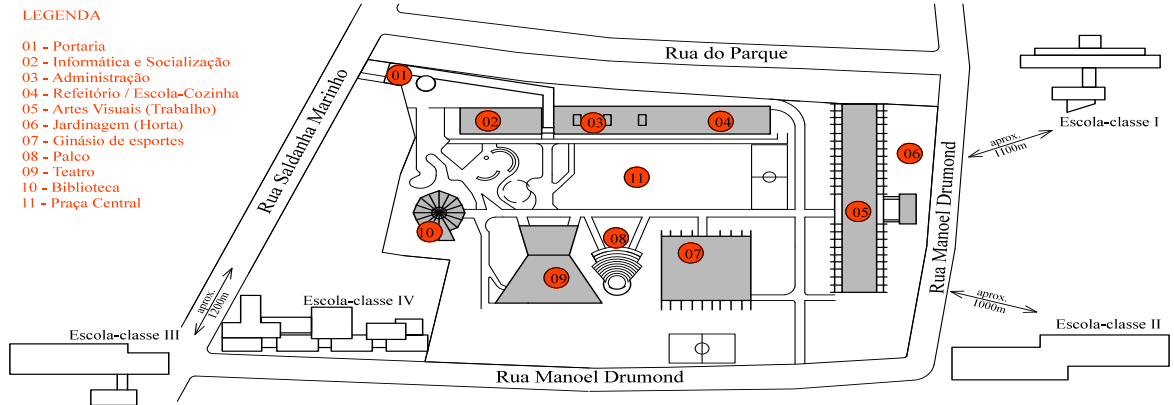 LEGENDA
01 - Portaria
02 - Informática e Socialização
03 - Administração
04 - Refeitório / Escola-Cozinha
05 - Artes Visuais (Trabalho)
06 - Jardinagem (Horta)
07 - Ginásio de esportes
08 - Palco
09 - Teatro
10 - Biblioteca
11 - Praça Central
Rua do Parque
Rua Saldanha Marinho
Rua Manoel Drumond
Rua Manoel Drumond
Escola-classe I
aprox.
1100m
Escola-classe II
aprox.
1000m
Escola-classe III
aprox.
1200m
Escola-classe IV
01
02
03
04
05
06
07
08
09
10
11